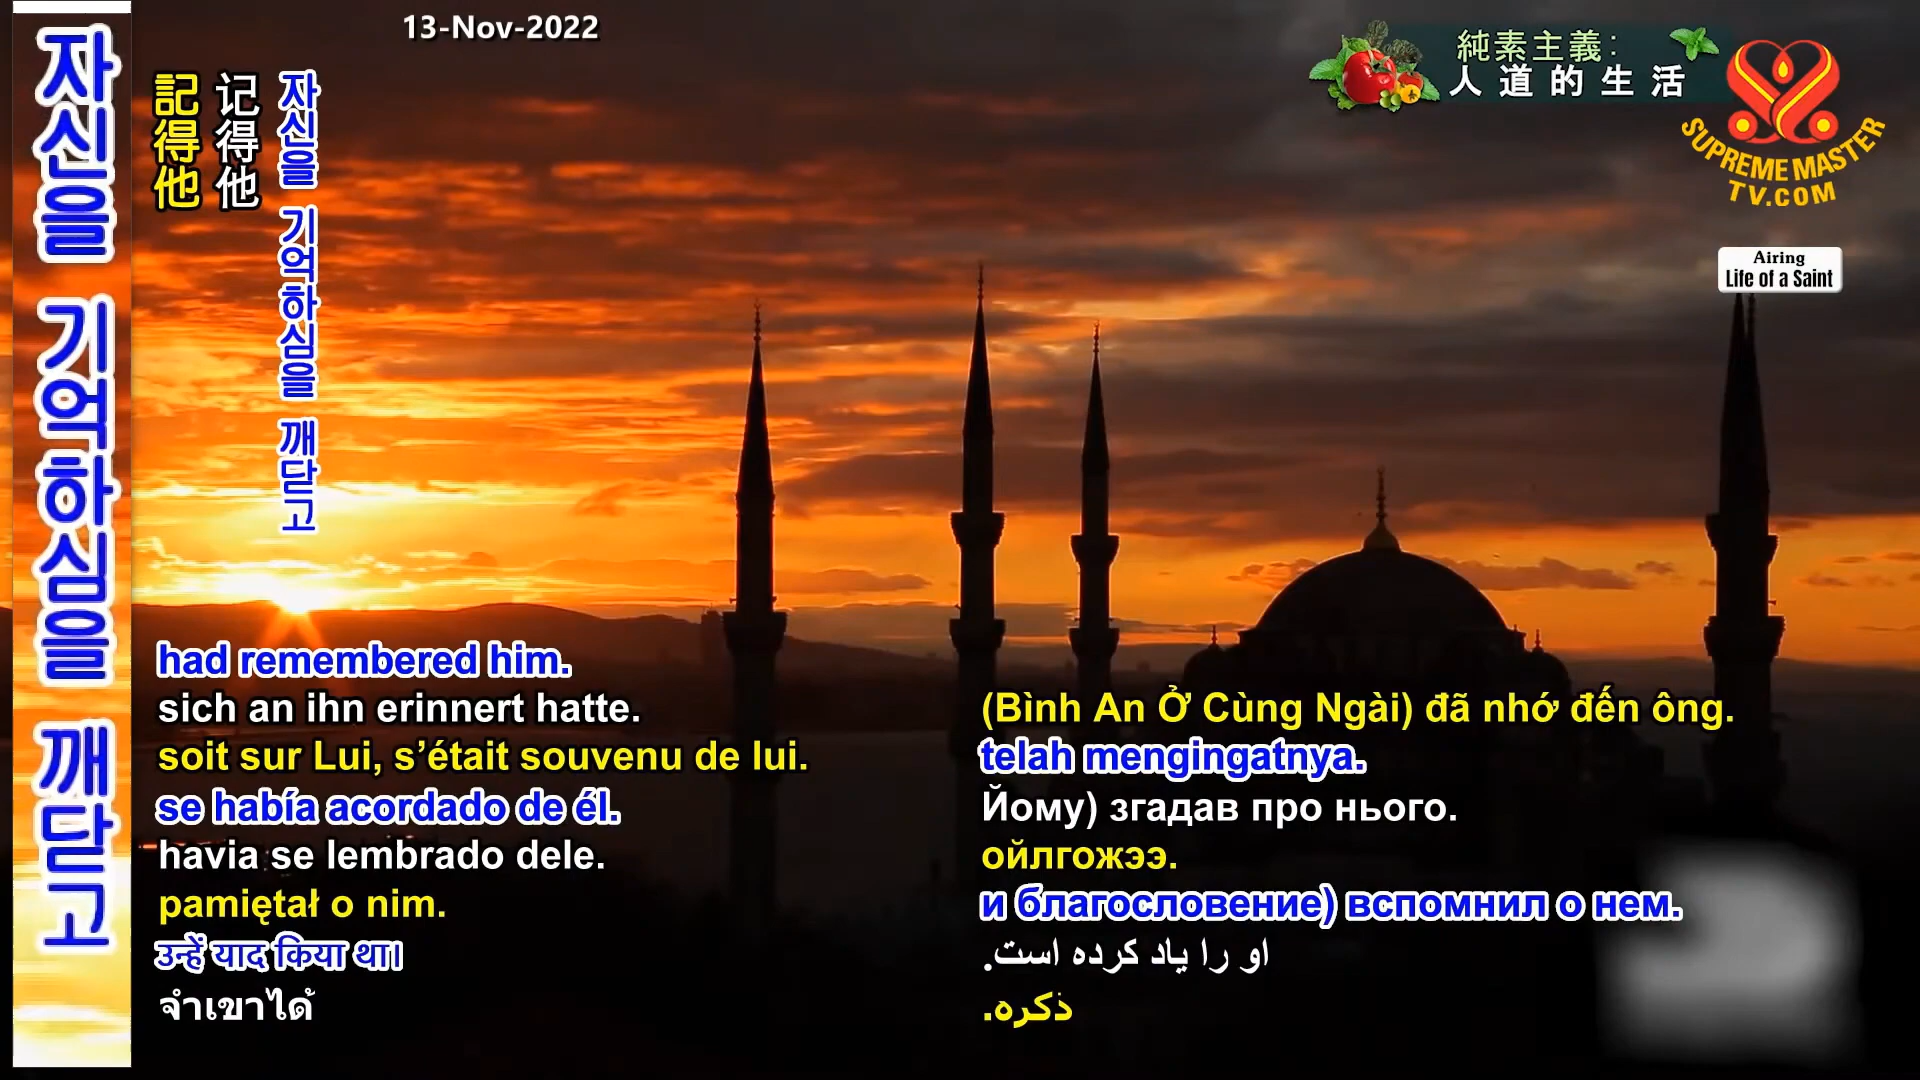 13-Nov-2022
純素主義：
人道的生活
SUPREME MASTER
TV.COM
Airing
Life of a Saint
자신을 기억하심을 깨닫고
記得他
记得他
자신을 기억하심을 깨닫고
had remembered him.
sich an ihn erinnert hatte.
soit sur Lui, s’était souvenu de lui.
se había acordado de él.
havia se lembrado dele.
pamiętał o nim.
उन्हें याद किया था।
จำเขาได้
(Bình An Ở Cùng Ngài) đã nhớ đến ông.
telah mengingatnya.
Йому) згадав про нього.
ойлгожээ.
и благословение) вспомнил о нем.
او را یاد کرده است.
ذكره.